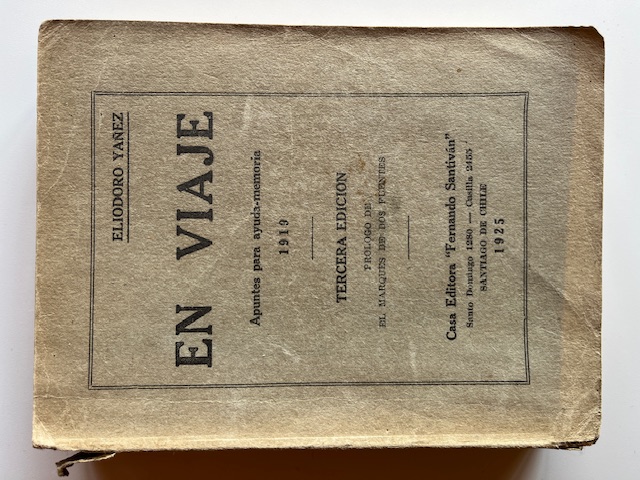 ELIODORO YAÑEZ
EN VIAJE
Apuntes para ayuda-memoria
1919
TERCERA EDICION
PROLOGO DE
EL MARQUES DE DOS FUENTES
Casa Editora "Fernando Santiván"
Santo Domingo 1280 — Casilla 2455
SANTIAGO DE CHILE
1925